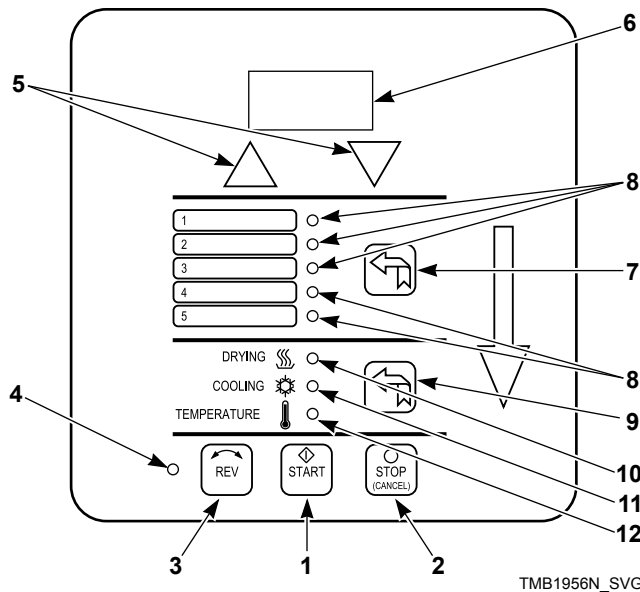 6
5
8
1
2
3
7
4
5
8
DRYING
9
COOLING
4
TEMPERATURE
10
REV
START
STOP
(CANCEL)
11
12
3
1
2
TMB1956N_SVG